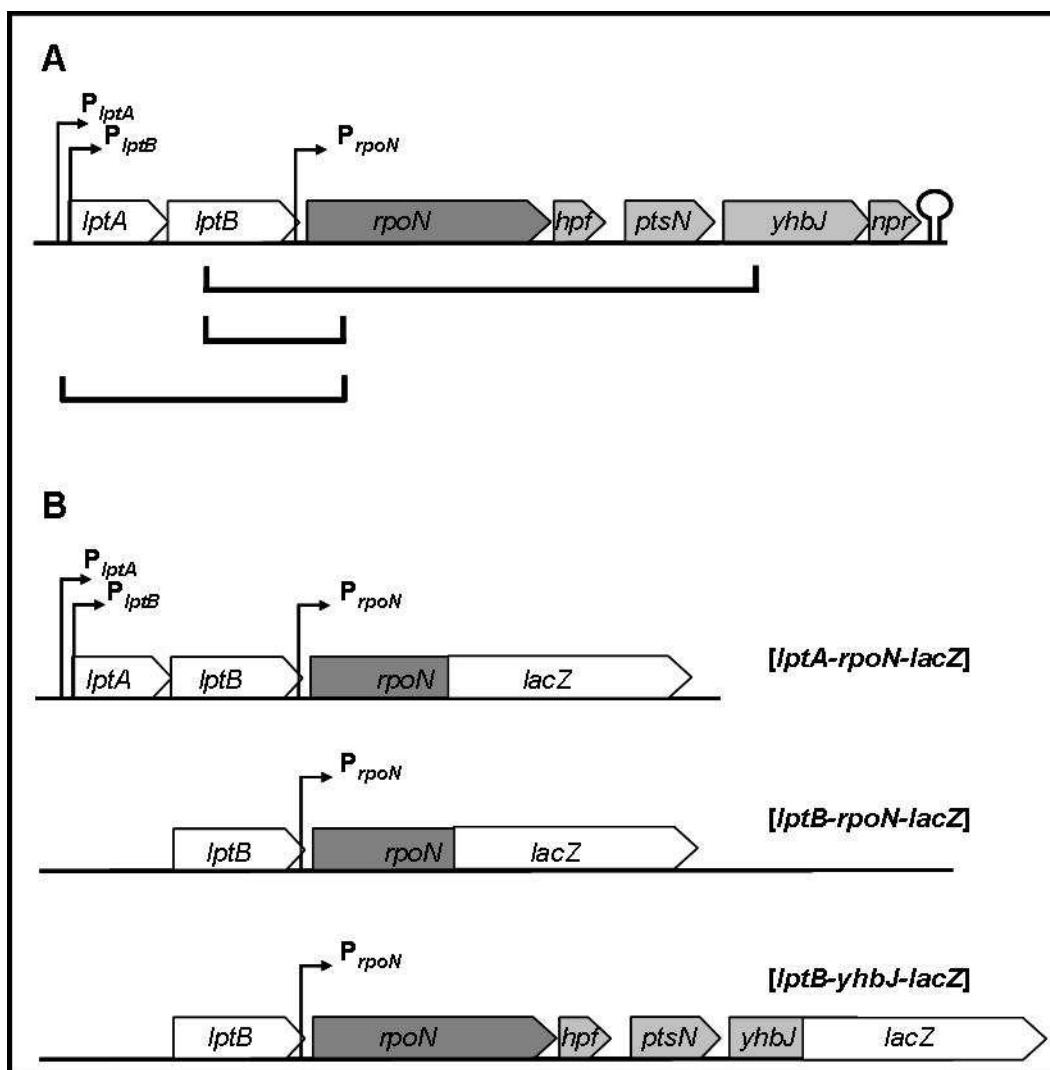 A
PlptA
PlptB
PrpoN
lptA lptB rpoN hpf ptsN yhbJ npr
B
PlptA
PlptB
PrpoN
lptA lptB rpoN lacZ
[lptA-rpoN-lacZ]
PrpoN
lptB rpoN lacZ
[lptB-rpoN-lacZ]
PrpoN
lptB rpoN hpf ptsN yhbJ lacZ
[lptB-yhbJ-lacZ]